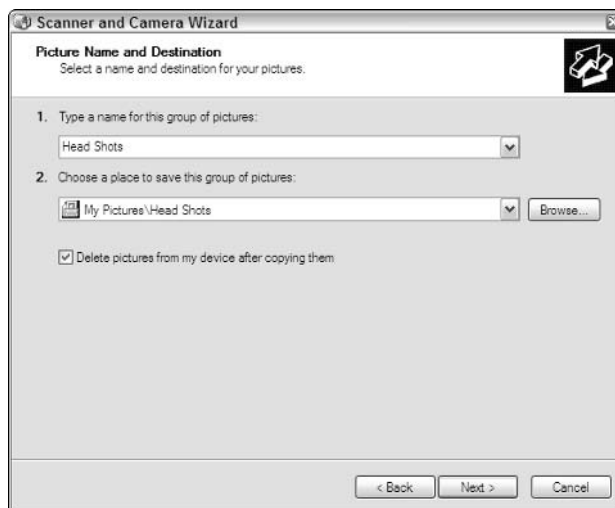 Scanner and Camera Wizard
Picture Name and Destination
Select a name and destination for your pictures.
1. Type a name for this group of pictures:
Head Shots
2. Choose a place to save this group of pictures:
My Pictures\Head Shots
Browse...
Delete pictures from my device after copying them
< Back Next > Cancel